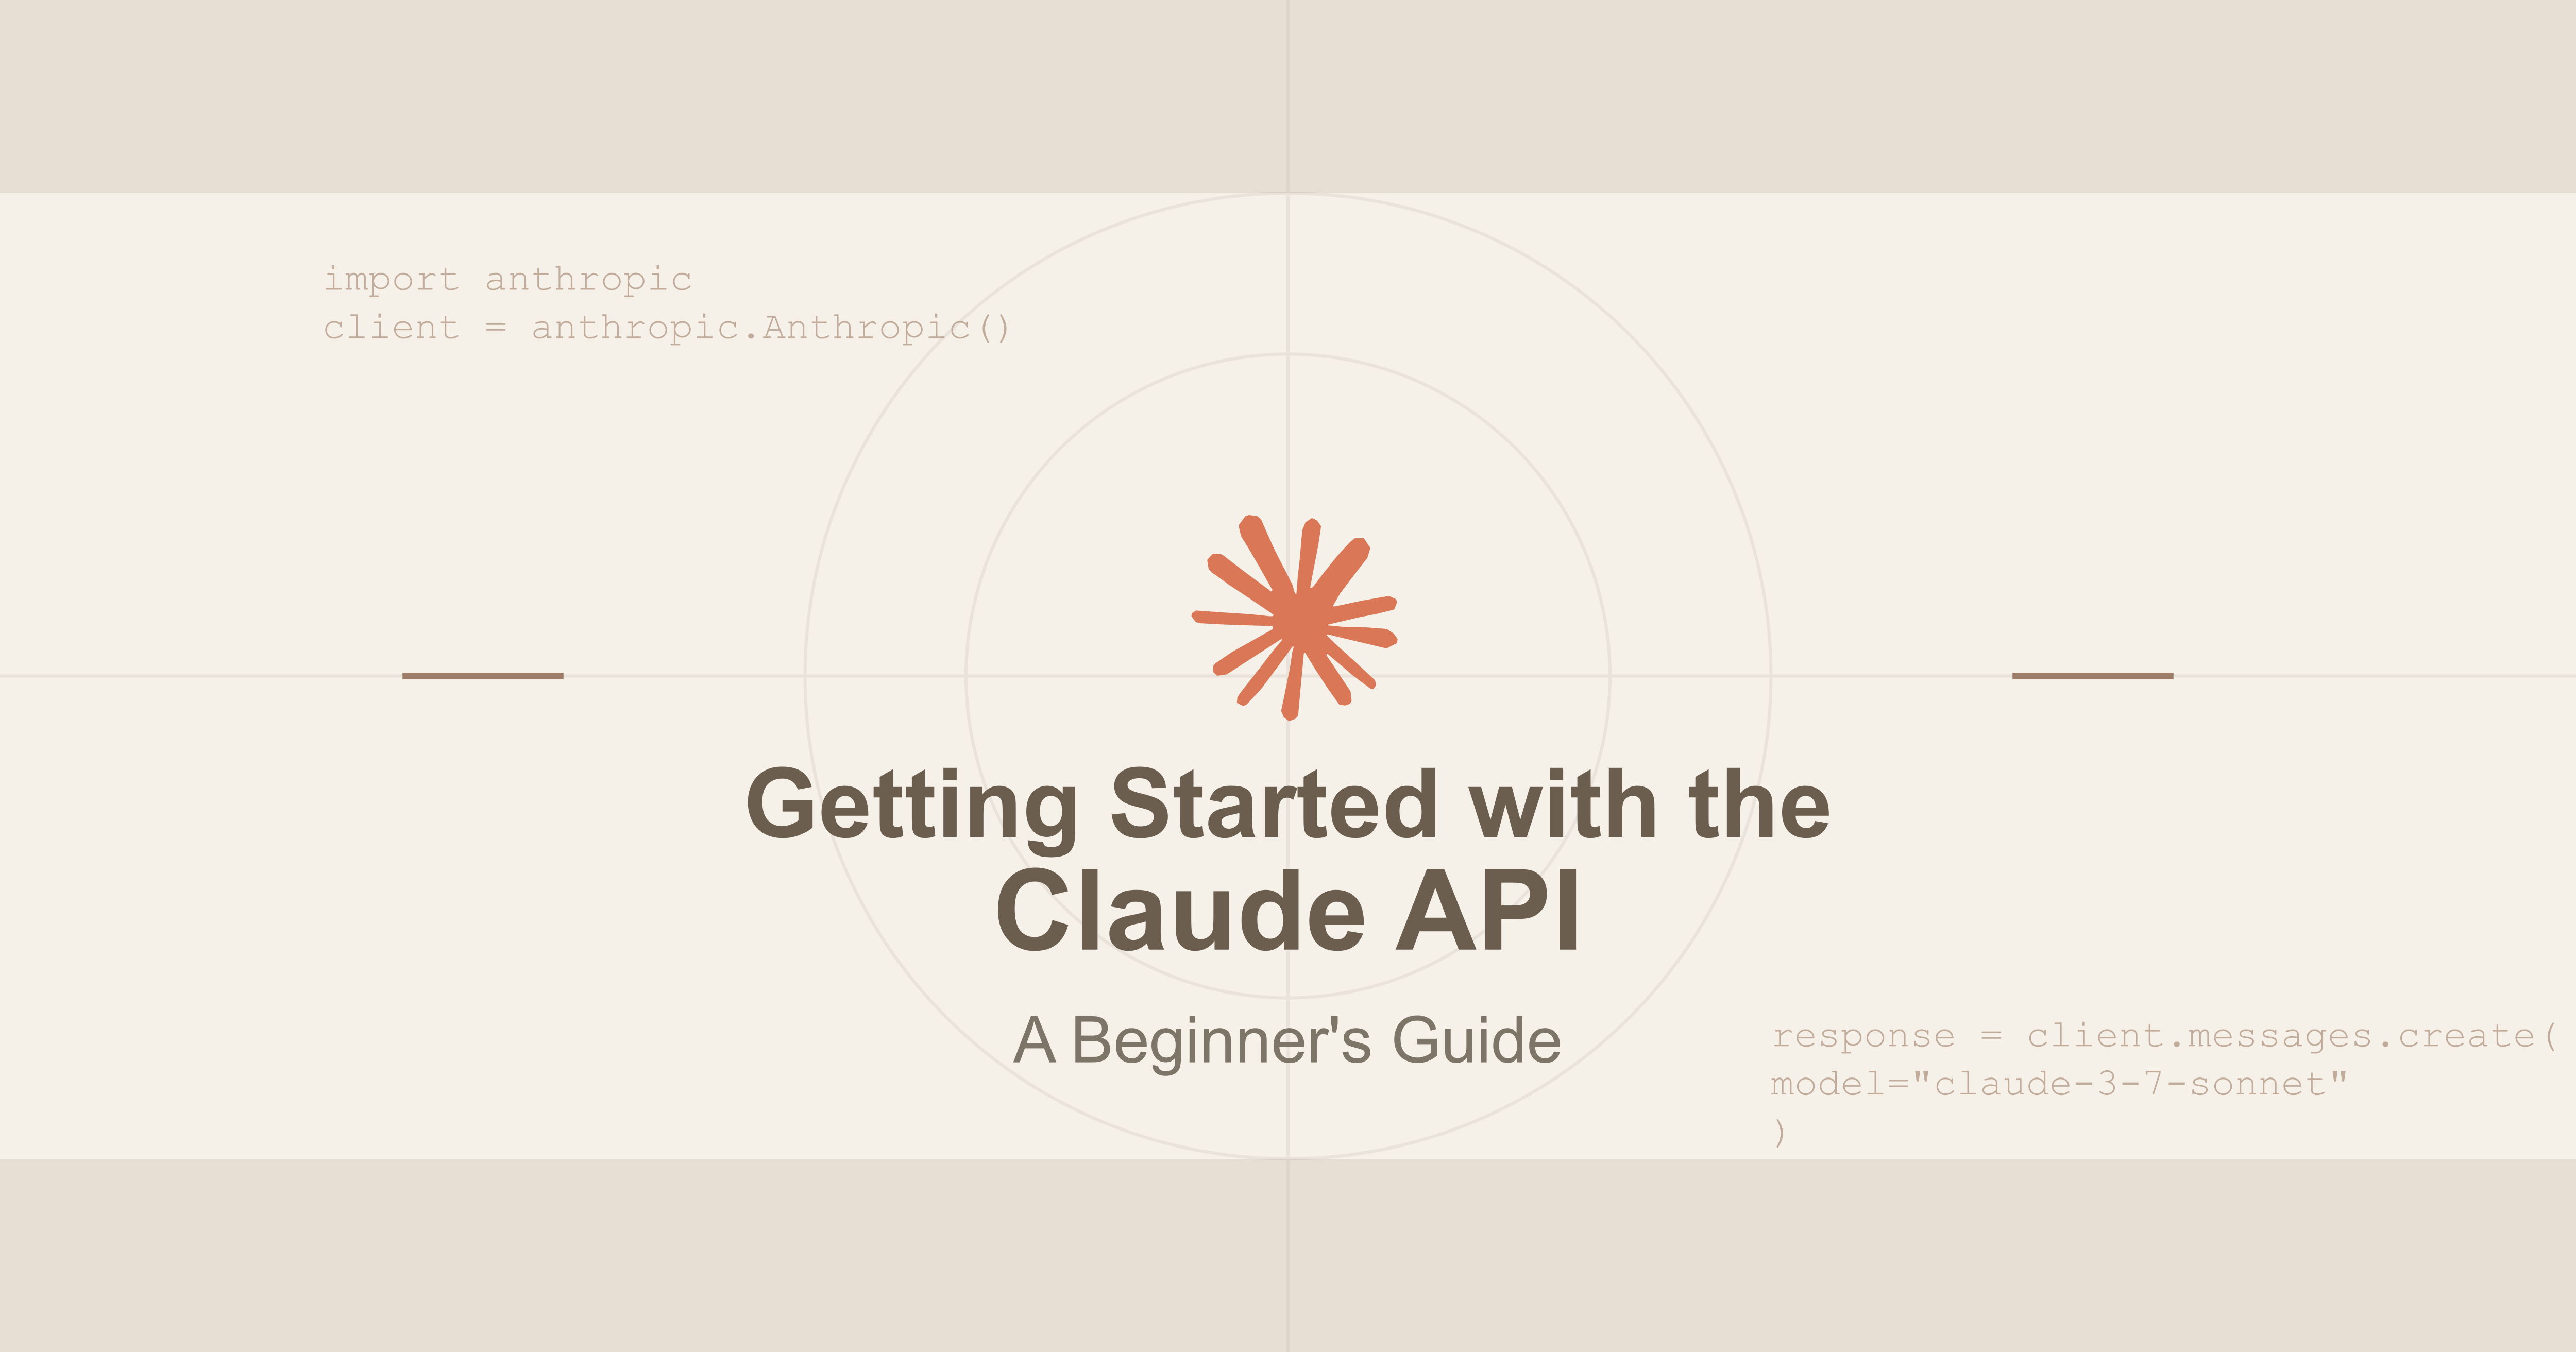 import anthropic
client = anthropic.Anthropic()
Getting Started with the
Claude API
A Beginner's Guide
response = client.messages.create(
model="claude-3-7-sonnet"
)